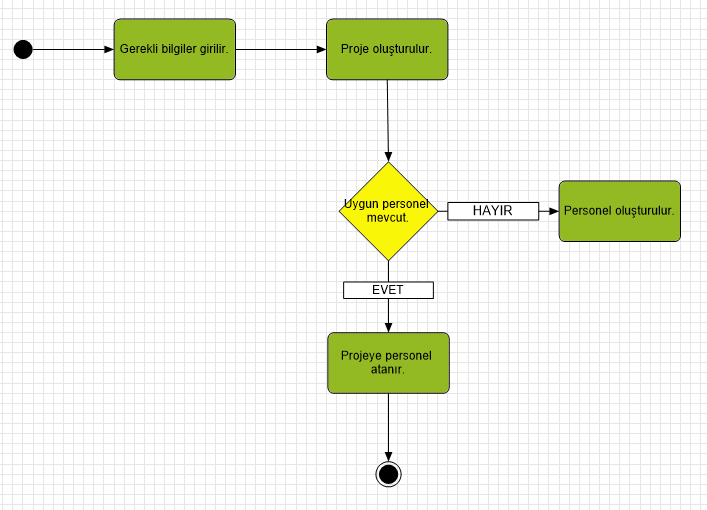 Gerekli bilgiler girilir.
Proje oluşturulur.
Uygun personel
mevcut.
HAYIR
Personel oluşturulur.
EVET
Projeye personel
atanır.